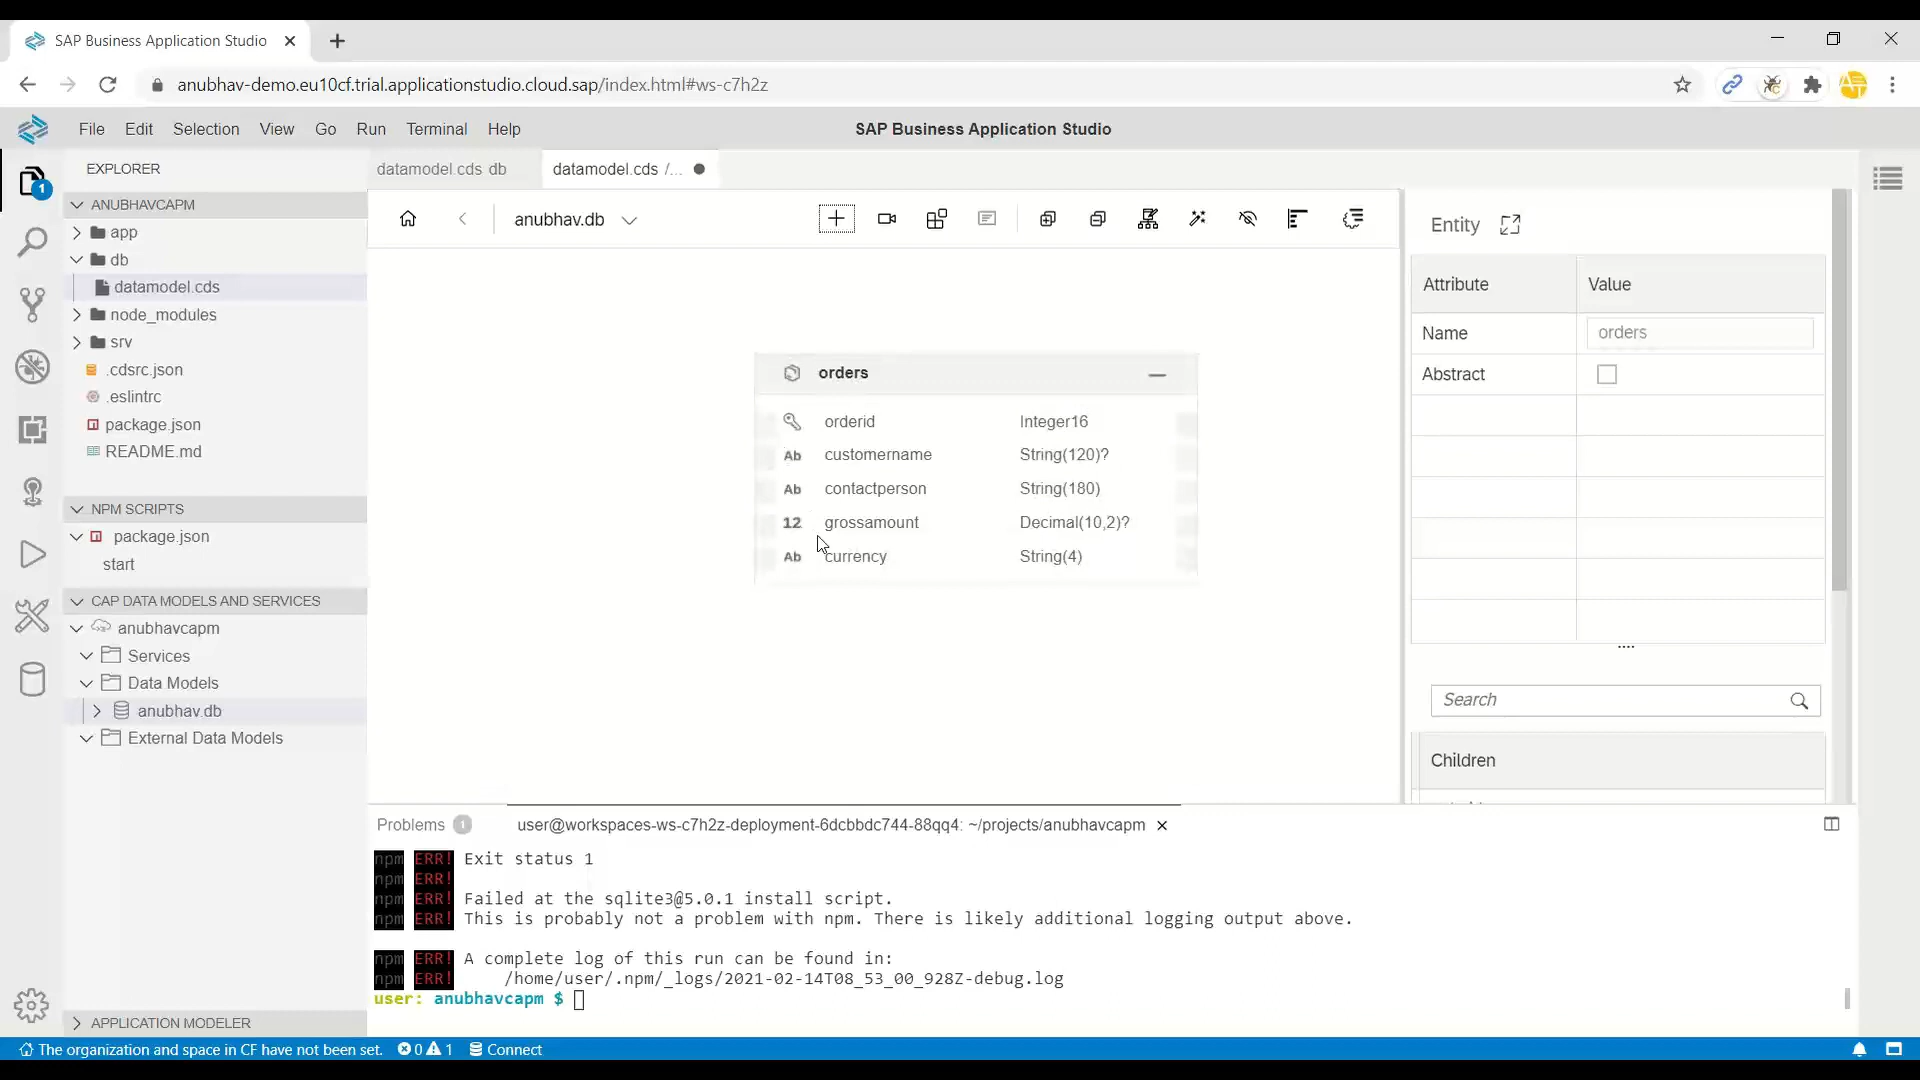 SAP Business Application Studio
anubhav-demo.eu10cf.trial.applicationstudio.cloud.sap/index.html#ws-c7h2z
File Edit Selection View Go Run Terminal Help
SAP Business Application Studio
EXPLORER
1
ANUBHAVCAPM
app
db
datamodel.cds
node_modules
srv
.cdsrc.json
.eslintrc
package.json
README.md
NPM SCRIPTS
package.json
start
CAP DATA MODELS AND SERVICES
anubhavcapm
Services
Data Models
anubhav.db
External Data Models
APPLICATION MODELER
datamodel.cds db
datamodel.cds /...
anubhav.db
orders
orderid Integer16
Ab customername String(120)?
Ab contactperson String(180)
12 grossamount Decimal(10,2)?
Ab currency String(4)
Entity
Attribute Value
Name orders
Abstract
Search
Children
Problems 1
user@workspaces-ws-c7h2z-deployment-6dcbbdc744-88qq4: ~/projects/anubhavcapm
npm ERR! Exit status 1
npm ERR!
npm ERR! Failed at the sqlite3@5.0.1 install script.
npm ERR! This is probably not a problem with npm. There is likely additional logging output above.
npm ERR! A complete log of this run can be found in:
npm ERR! /home/user/.npm/_logs/2021-02-14T08_53_00_928Z-debug.log
user: anubhavcapm $
The organization and space in CF have not been set. 0 1 Connect